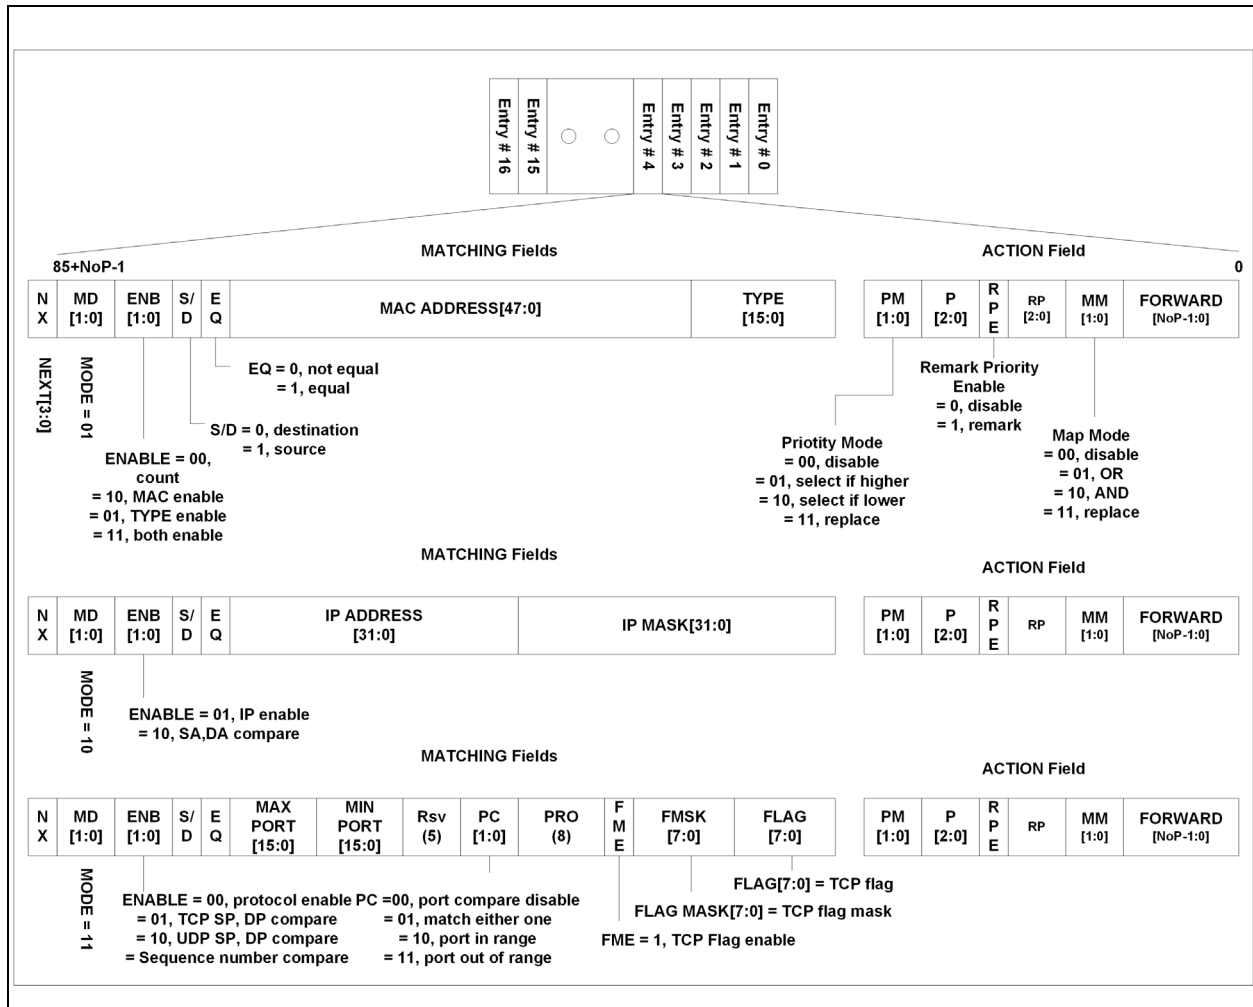 Entry # 16
Entry # 15
Entry # 4
Entry # 3
Entry # 2
Entry # 1
Entry # 0
MATCHING Fields
ACTION Field
85+NoP-1
0
NX
MD
[1:0]
ENB
[1:0]
S/
D
EQ
MAC ADDRESS[47:0]
TYPE
[15:0]
PM
[1:0]
P
[2:0]
RPE
RP
[2:0]
MM
[1:0]
FORWARD
[NoP-1:0]
NEXT[3:0]
MODE = 01
ENABLE = 00,
count
= 10, MAC enable
= 01, TYPE enable
= 11, both enable
S/D = 0, destination
= 1, source
EQ = 0, not equal
= 1, equal
Priotity Mode
= 00, disable
= 01, select if higher
= 10, select if lower
= 11, replace
Remark Priority
Enable
= 0, disable
= 1, remark
Map Mode
= 00, disable
= 01, OR
= 10, AND
= 11, replace
MATCHING Fields
ACTION Field
NX
MD
[1:0]
ENB
[1:0]
S/
D
EQ
IP ADDRESS
[31:0]
IP MASK[31:0]
PM
[1:0]
P
[2:0]
RPE
RP
MM
[1:0]
FORWARD
[NoP-1:0]
MODE = 10
ENABLE = 01, IP enable
= 10, SA,DA compare
MATCHING Fields
ACTION Field
NX
MD
[1:0]
ENB
[1:0]
S/
D
EQ
MAX
PORT
[15:0]
MIN
PORT
[15:0]
Rsv
(5)
PC
[1:0]
PRO
(8)
FME
FMSK
[7:0]
FLAG
[7:0]
PM
[1:0]
P
[2:0]
RPE
RP
MM
[1:0]
FORWARD
[NoP-1:0]
MODE = 11
ENABLE = 00, protocol enable
= 01, TCP SP, DP compare
= 10, UDP SP, DP compare
= Sequence number compare
PC =00, port compare disable
= 01, match either one
= 10, port in range
= 11, port out of range
FLAG[7:0] = TCP flag
FLAG MASK[7:0] = TCP flag mask
FME = 1, TCP Flag enable